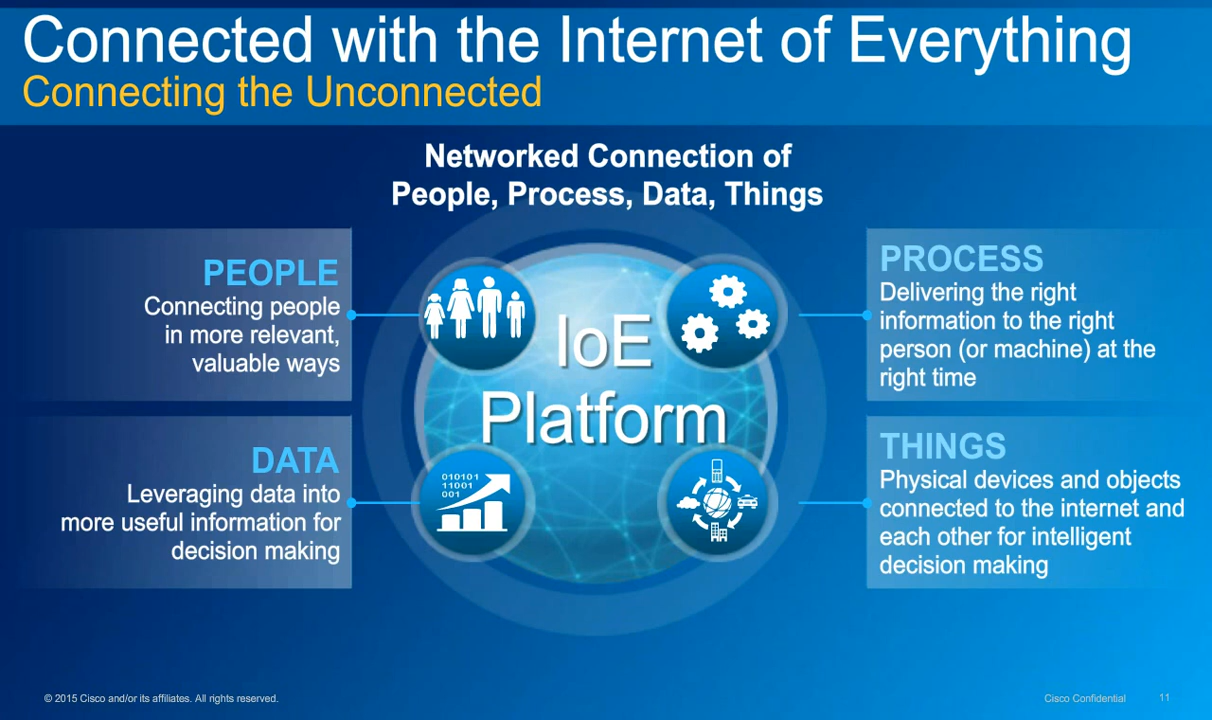 Connected with the Internet of Everything
Connecting the Unconnected
Networked Connection of
People, Process, Data, Things
PEOPLE
Connecting people
in more relevant,
valuable ways
PROCESS
Delivering the right
information to the right
person (or machine) at the
right time
IoE
Platform
DATA
Leveraging data into
more useful information for
decision making
010101
11001
001
THINGS
Physical devices and objects
connected to the internet and
each other for intelligent
decision making
© 2015 Cisco and/or its affiliates. All rights reserved.
Cisco Confidential
11